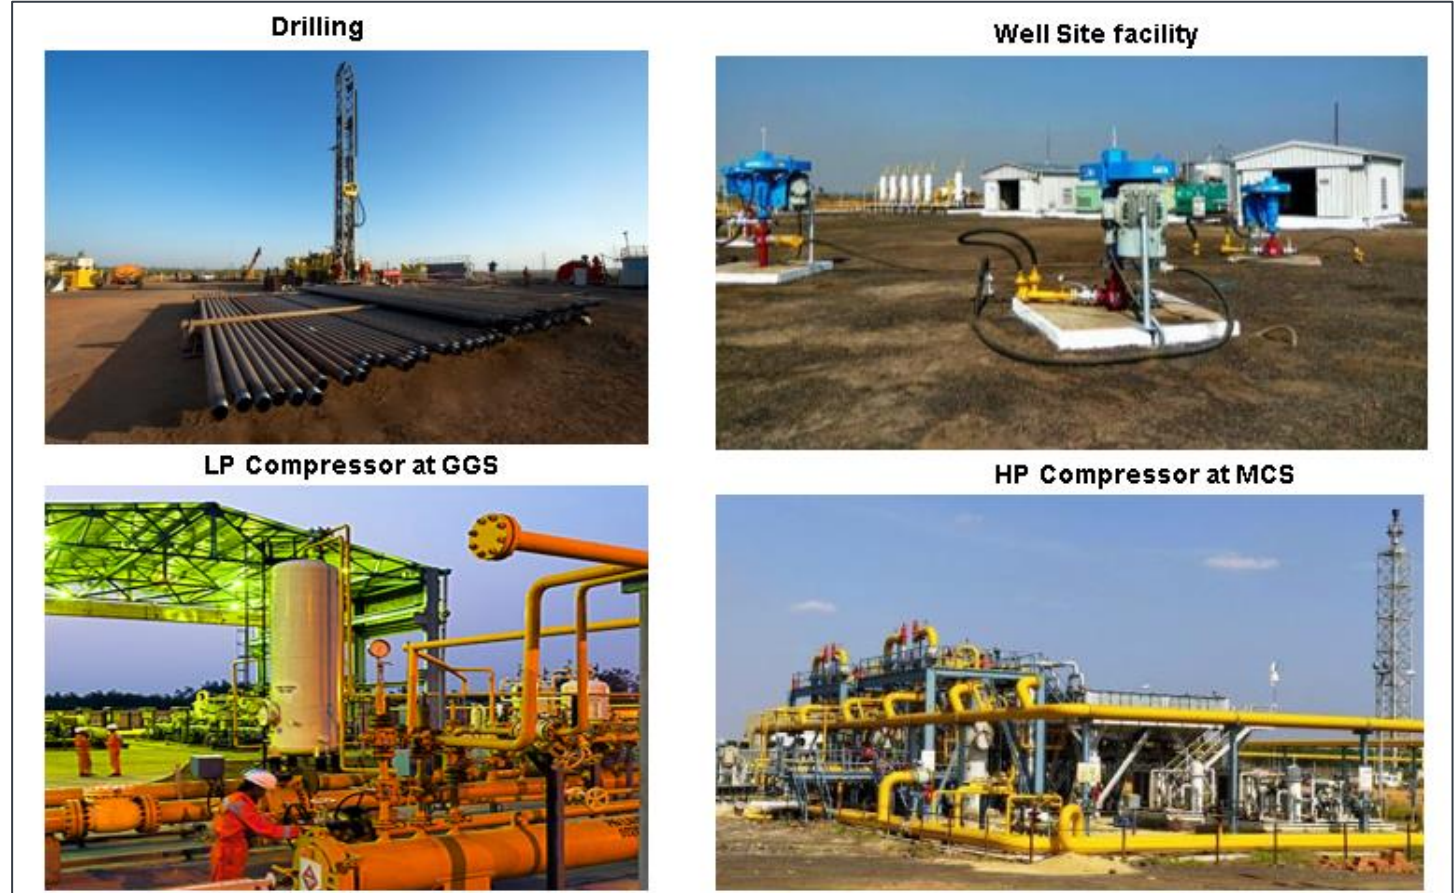 Drilling
Well Site facility
LP Compressor at GGS
HP Compressor at MCS